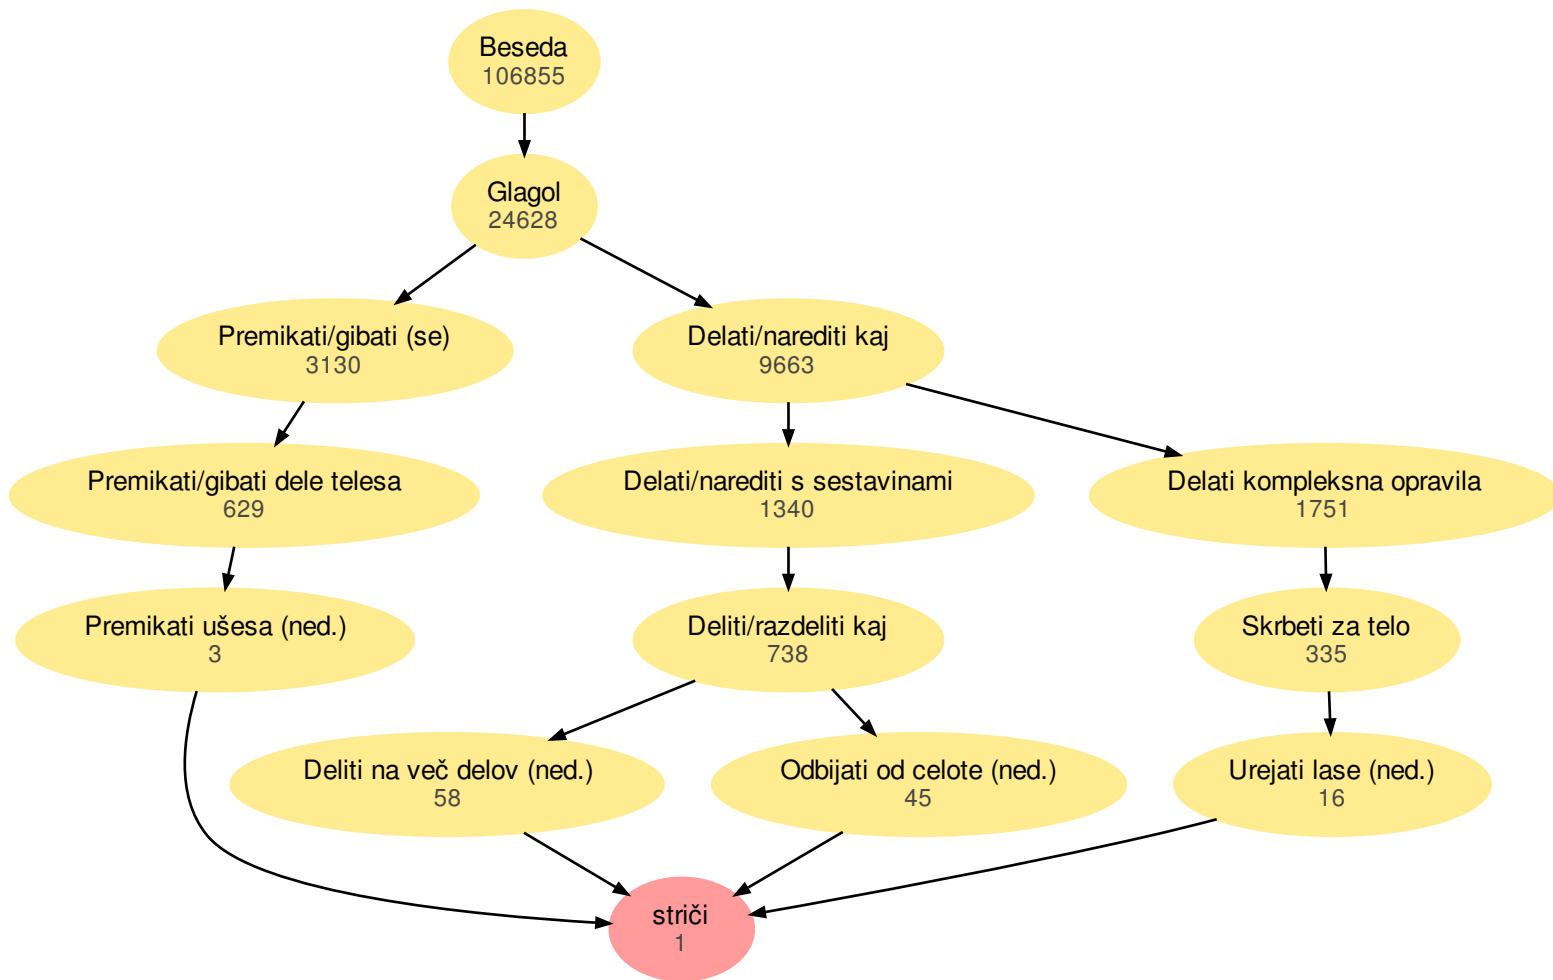 Beseda
106855
Glagol
24628
Premikati/gibati (se)
3130
Delati/narediti kaj
9663
Premikati/gibati dele telesa
629
Delati/narediti s sestavinami
1340
Delati kompleksna opravila
1751
Premikati ušesa (ned.)
3
Deliti/razdeliti kaj
738
Skrbeti za telo
335
Deliti na več delov (ned.)
58
Odbijati od celote (ned.)
45
Urejati lase (ned.)
16
striči
1